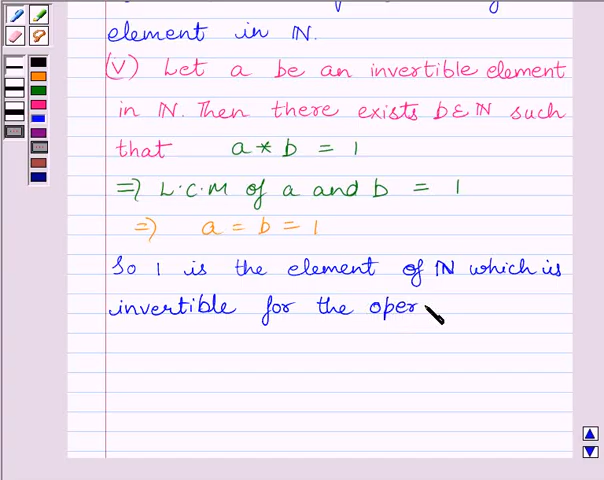 element in N.
(V) Let a be an invertible element
in N. Then there exists b ∈ N such
that a * b = 1
=) L.C.M of a and b = 1
=) a = b = 1
So 1 is the element of N which is
invertible for the oper